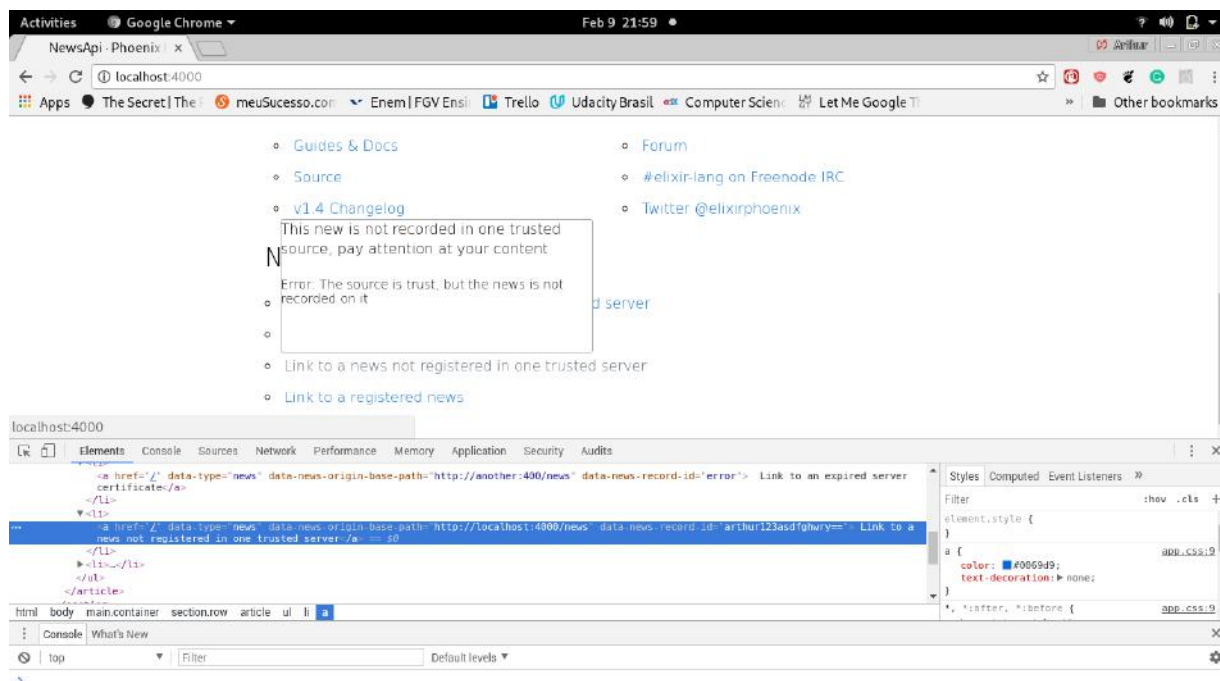 Activities Google Chrome Feb 9 21:59
NewsApi · Phoenix
localhost:4000
Apps The Secret | The meuSucesso.com Enem | FGV Ensi Trello Udacity Brasil Computer Scienc Let Me Google T Other bookmarks
Guides & Docs Forum
Source #elixir-lang on Freenode IRC
v1.4 Changelog Twitter @elixirphoenix
This new is not recorded in one trusted
source, pay attention at your content
N
Error: The source is trust, but the news is not
recorded on it
d server
Link to a news not registered in one trusted server
Link to a registered news
localhost:4000
Elements Console Sources Network Performance Memory Application Security Audits
<a href="/" data-type="news" data-news-origin-base-path="http://another:400/news" data-news-record-id="error"> Link to an expired server
certificate</a>
</li>
▼<li>
<a href="/" data-type="news" data-news-origin-base-path="http://localhost:4000/news" data-news-record-id="arthur123asdfghwry=="> Link to a
news not registered in one trusted server</a> == $0
</li>
▶<li>…</li>
</ul>
</article>
html body main.container section.row article ul li a
Styles Computed Event Listeners »
Filter :hov .cls +
element.style {
}
a { app.css:9
color: #0069d9;
text-decoration: ▶ none;
}
*, *:after, *:before { app.css:9
Console What's New
top Filter Default levels ▼